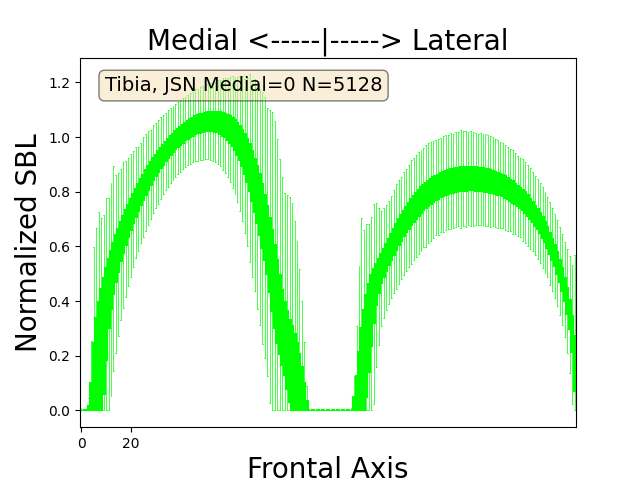 Medial <-----|-----> Lateral
Tibia, JSN Medial=0 N=5128
Normalized SBL
1.2
1.0
0.8
0.6
0.4
0.2
0.0
0 20
Frontal Axis